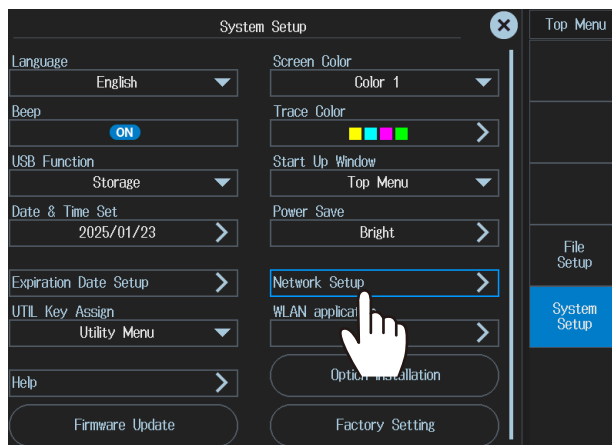 System Setup
Top Menu
Language
English
Screen Color
Color 1
Beep
ON
Trace Color
USB Function
Storage
Start Up Window
Top Menu
Date & Time Set
2025/01/23
Power Save
Bright
File
Setup
Expiration Date Setup
Network Setup
System
Setup
UTIL Key Assign
Utility Menu
WLAN
Help
Firmware Update
Factory Setting